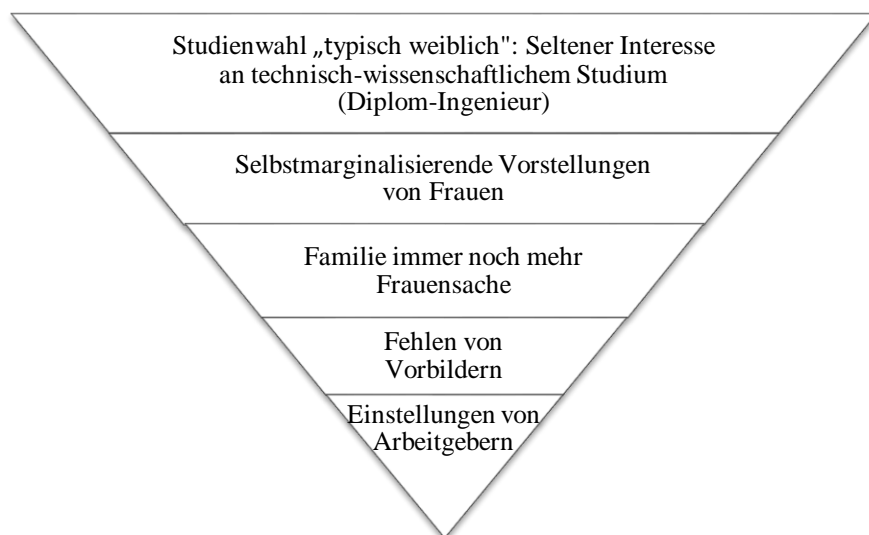 Studienwahl „typisch weiblich": Seltener Interesse
an technisch-wissenschaftlichem Studium
(Diplom-Ingenieur)
Selbstmarginalisierende Vorstellungen
von Frauen
Familie immer noch mehr
Frauensache
Fehlen von
Vorbildern
Einstellungen von
Arbeitgebern